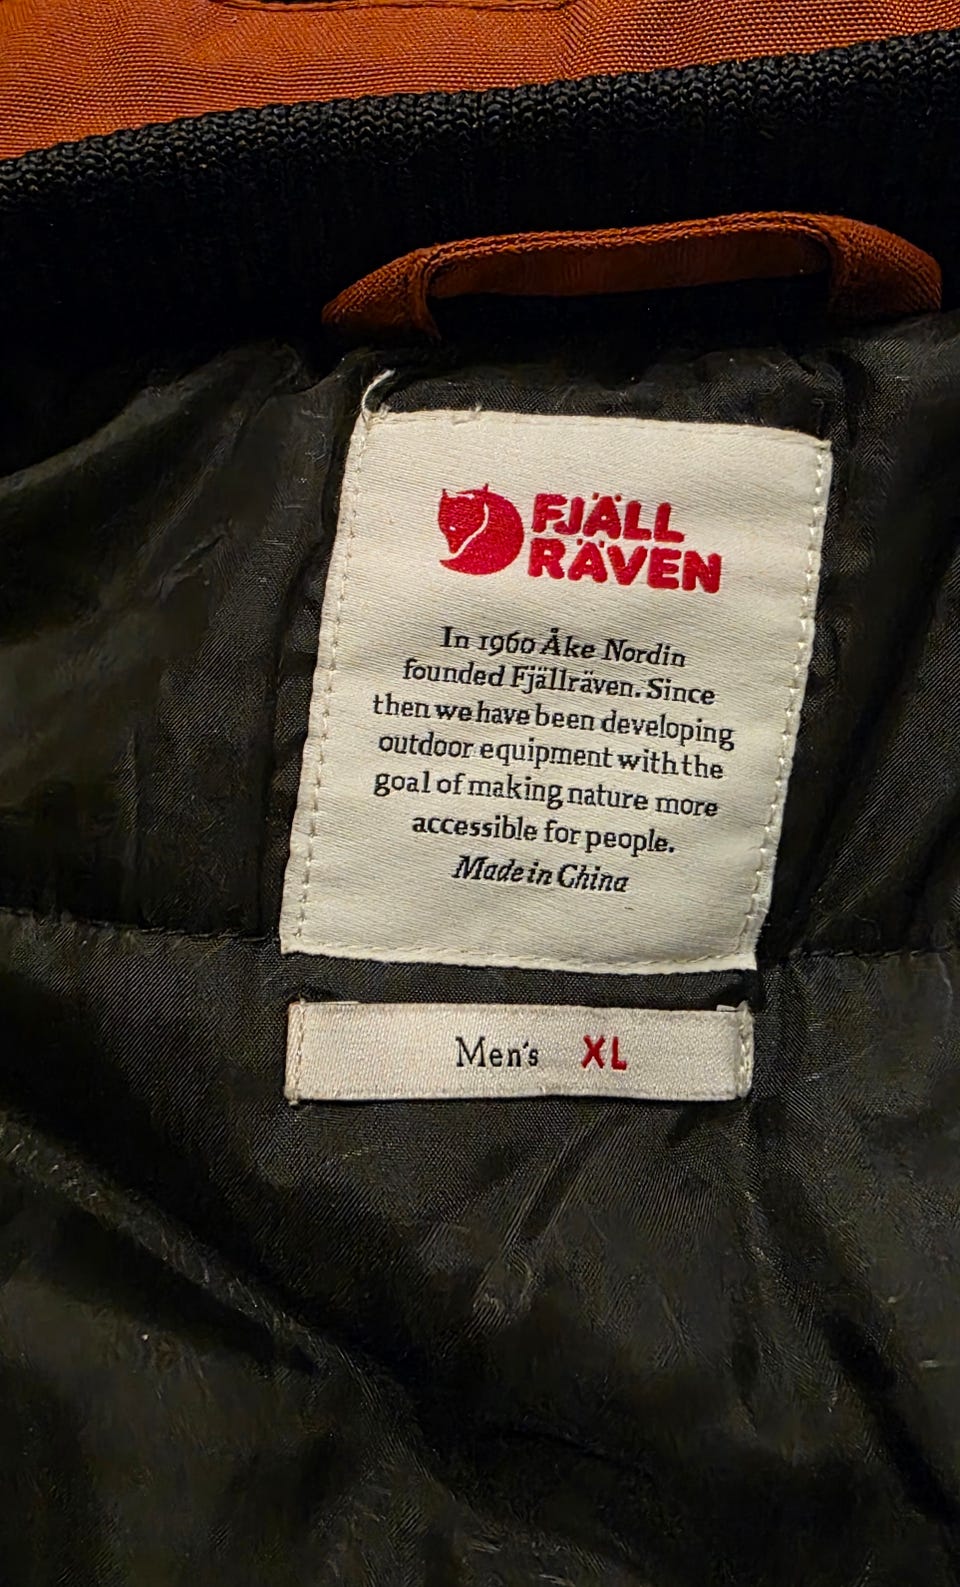 FJÄLL
RÄVEN
In 1960 Åke Nordin
founded Fjällräven. Since
then we have been developing
outdoor equipment with the
goal of making nature more
accessible for people.
Made in China
Men's XL